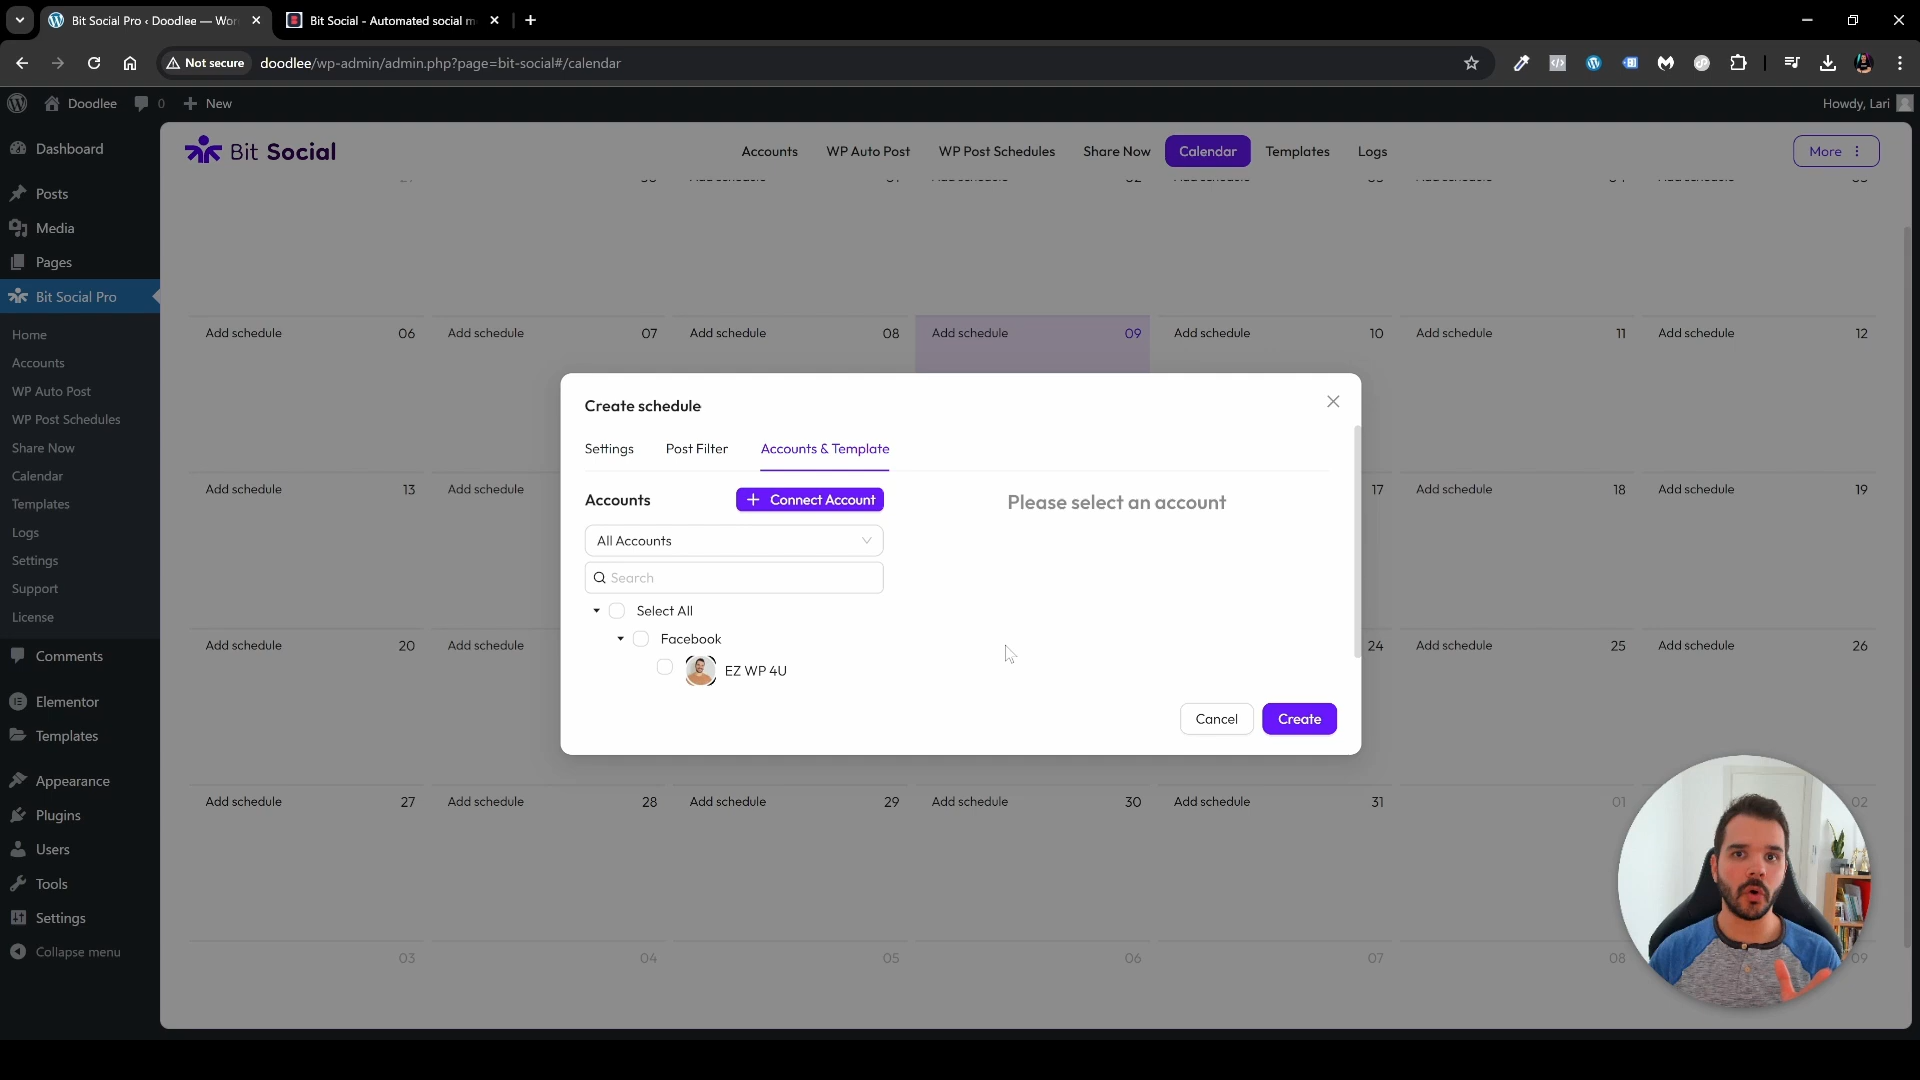 Bit Social Pro ‹ Doodlee — Wor
Bit Social - Automated social m
Not secure
doodlee/wp-admin/admin.php?page=bit-social#/calendar
Doodlee
0
New
Howdy, Lari
Dashboard
Posts
Media
Pages
Bit Social Pro
Home
Accounts
WP Auto Post
WP Post Schedules
Share Now
Calendar
Templates
Logs
Settings
Support
License
Comments
Elementor
Templates
Appearance
Plugins
Users
Tools
Settings
Collapse menu
Bit Social
Accounts
WP Auto Post
WP Post Schedules
Share Now
Calendar
Templates
Logs
More
Add schedule 06
Add schedule 07
Add schedule 08
Add schedule 09
Add schedule 10
Add schedule 11
Add schedule 12
Create schedule
Settings
Post Filter
Accounts & Template
Accounts
Connect Account
Please select an account
All Accounts
Search
Select All
Facebook
EZ WP 4U
Cancel
Create
Add schedule 13
Add schedule
17
Add schedule 18
Add schedule 19
Add schedule 20
Add schedule
24
Add schedule 25
Add schedule 26
Add schedule 27
Add schedule 28
Add schedule 29
Add schedule 30
Add schedule 31
01
02
03
04
05
06
07
08
09